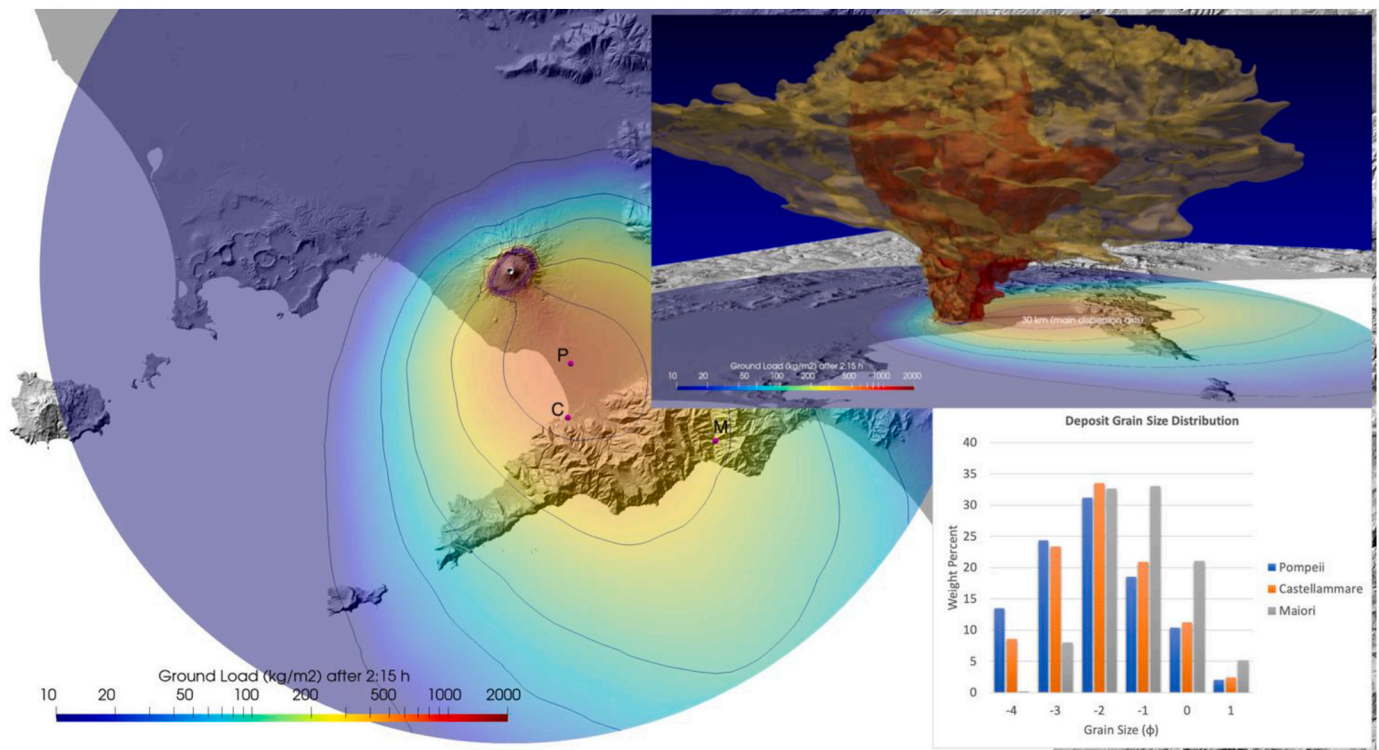 30 km (main dispersion axis)
Ground Load (kg/m2) after 2:15 h
10 20 50 100 200 500 1000 2000
P
C
M
Ground Load (kg/m2) after 2:15 h
10 20 50 100 200 500 1000 2000
Deposit Grain Size Distribution
Weight Percent
40
35
30
25
20
15
10
5
0
-4 -3 -2 -1 0 1
Grain Size (ϕ)
Pompeii
Castellammare
Maiori